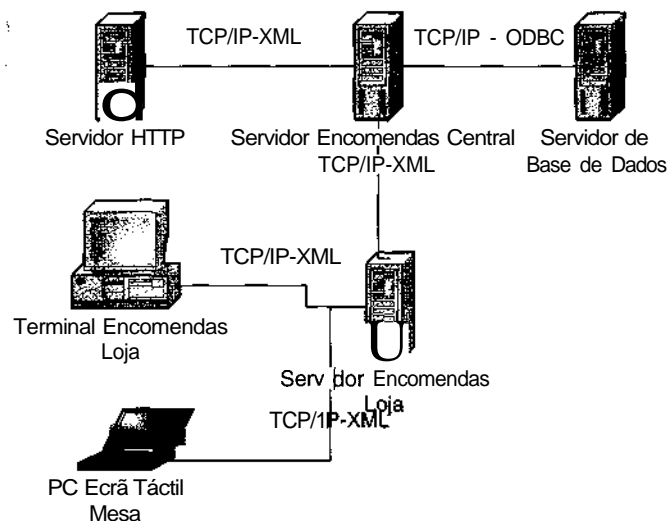 TCP/IP-XML
TCP/IP - ODBC
Servidor HTTP
Servidor Encomendas Central
Servidor de
Base de Dados
TCP/IP-XML
TCP/IP-XML
Terminal Encomendas
Loja
Serv dor Encomendas
Loja
TCP/1P-XML
PC Ecrã Táctil
Mesa